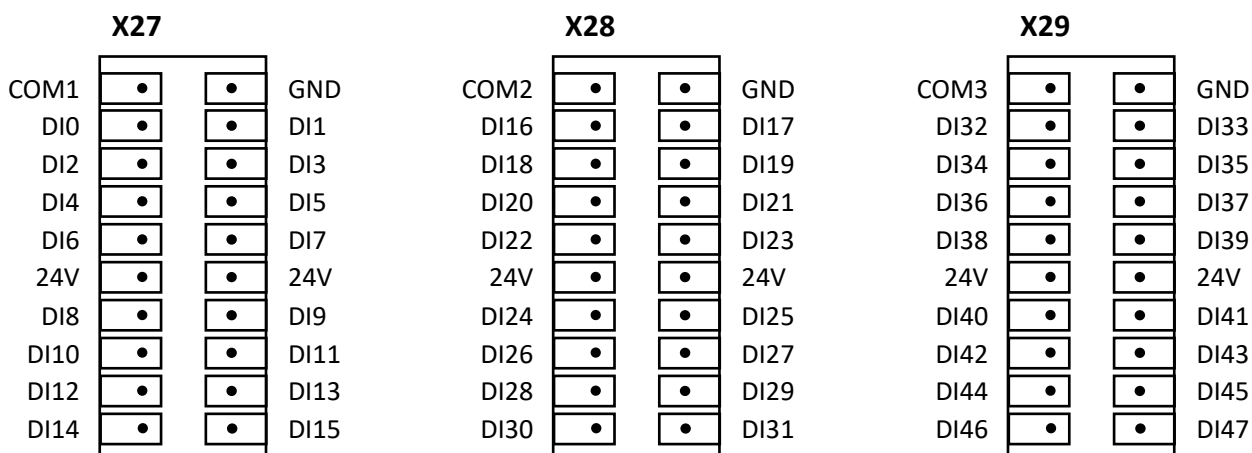 X27 X28 X29
COM1 GND COM2 GND COM3 GND
DI0 DI1 DI16 DI17 DI32 DI33
DI2 DI3 DI18 DI19 DI34 DI35
DI4 DI5 DI20 DI21 DI36 DI37
DI6 DI7 DI22 DI23 DI38 DI39
24V 24V 24V 24V 24V 24V
DI8 DI9 DI24 DI25 DI40 DI41
DI10 DI11 DI26 DI27 DI42 DI43
DI12 DI13 DI28 DI29 DI44 DI45
DI14 DI15 DI30 DI31 DI46 DI47